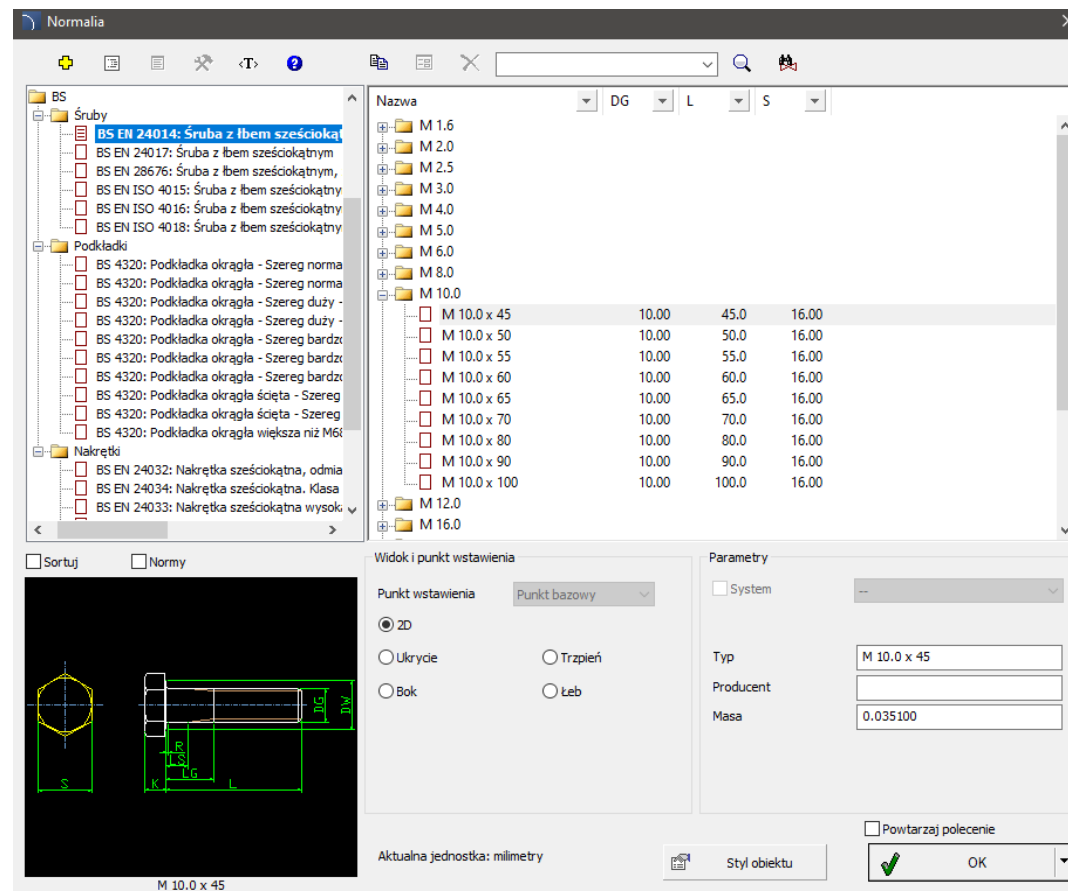 Normalia
<T>
BS
Śruby
BS EN 24014: Śruba z łbem sześciokąt
BS EN 24017: Śruba z łbem sześciokątnym
BS EN 28676: Śruba z łbem sześciokątnym,
BS EN ISO 4015: Śruba z łbem sześciokątny
BS EN ISO 4016: Śruba z łbem sześciokątny
BS EN ISO 4018: Śruba z łbem sześciokątny
Podkładki
BS 4320: Podkładka okrągła - Szereg norma
BS 4320: Podkładka okrągła - Szereg norma
BS 4320: Podkładka okrągła - Szereg duży -
BS 4320: Podkładka okrągła - Szereg duży -
BS 4320: Podkładka okrągła - Szereg bardzo
BS 4320: Podkładka okrągła - Szereg bardzo
BS 4320: Podkładka okrągła - Szereg bardzo
BS 4320: Podkładka okrągła ścięta - Szereg
BS 4320: Podkładka okrągła ścięta - Szereg
BS 4320: Podkładka okrągła większa niż M68
Nakrętki
BS EN 24032: Nakrętka sześciokątna, odmia
BS EN 24034: Nakrętka sześciokątna. Klasa
BS EN 24033: Nakrętka sześciokątna wysoka
Nazwa DG L S
M 1.6
M 2.0
M 2.5
M 3.0
M 4.0
M 5.0
M 6.0
M 8.0
M 10.0
M 10.0 x 45 10.00 45.0 16.00
M 10.0 x 50 10.00 50.0 16.00
M 10.0 x 55 10.00 55.0 16.00
M 10.0 x 60 10.00 60.0 16.00
M 10.0 x 65 10.00 65.0 16.00
M 10.0 x 70 10.00 70.0 16.00
M 10.0 x 80 10.00 80.0 16.00
M 10.0 x 90 10.00 90.0 16.00
M 10.0 x 100 10.00 100.0 16.00
M 12.0
M 16.0
Sortuj Normy
DG DW
R
LS
LG
S K L
M 10.0 x 45
Widok i punkt wstawienia
Punkt wstawienia Punkt bazowy
2D
Ukrycie Trzpień
Bok Łeb
Parametry
System --
Typ M 10.0 x 45
Producent
Masa 0.035100
Powtarzaj polecenie
Aktualna jednostka: milimetry Styl obiektu OK